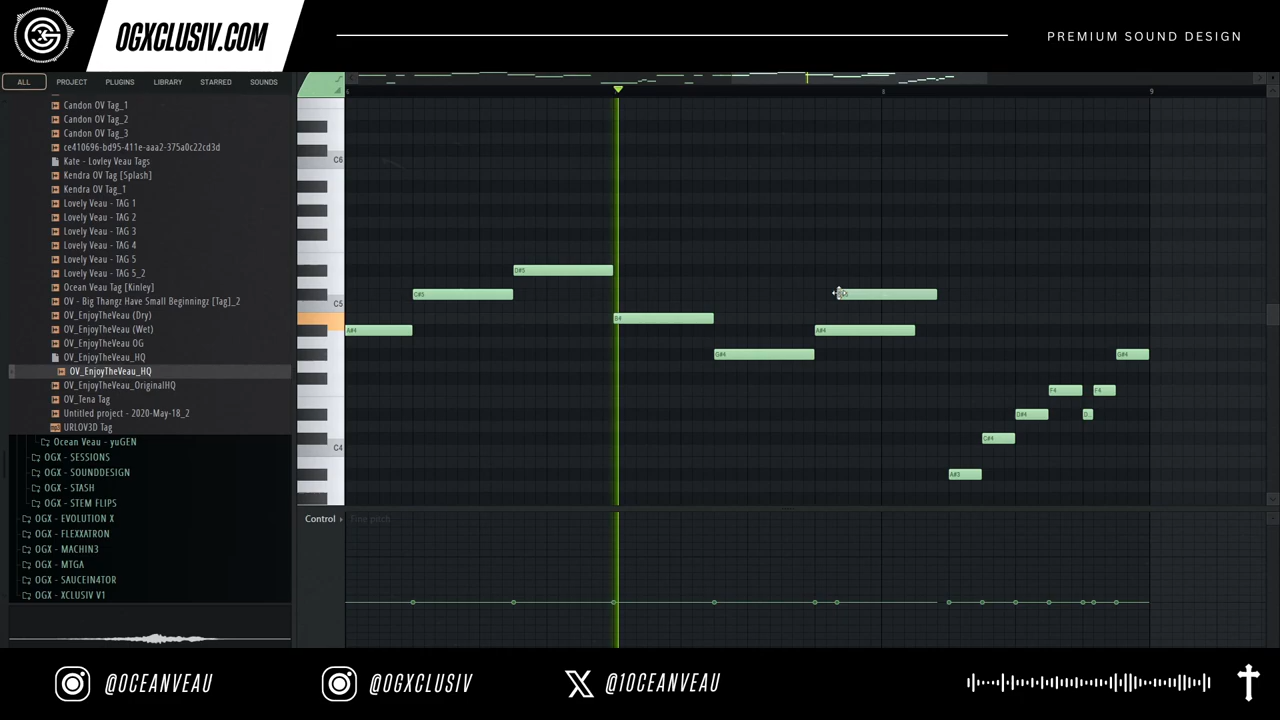 OGXCLUSIV.COM
PREMIUM SOUND DESIGN
ALL PROJECT PLUGINS LIBRARY STARRED SOUNDS
Candon OV Tag_1
Candon OV Tag_2
Candon OV Tag_3
ce410696-bd95-411e-aaa2-375a0c22cd3d
Kate - Lovley Veau Tags
Kendra OV Tag [Splash]
Kendra OV Tag_1
Lovely Veau - TAG 1
Lovely Veau - TAG 2
Lovely Veau - TAG 3
Lovely Veau - TAG 4
Lovely Veau - TAG 5
Lovely Veau - TAG 5_2
Ocean Veau Tag [Kinley]
OV - Big Thangz Have Small Beginningz [Tag]_2
OV_EnjoyTheVeau (Dry)
OV_EnjoyTheVeau (Wet)
OV_EnjoyTheVeau OG
OV_EnjoyTheVeau_HQ
OV_EnjoyTheVeau_HQ
OV_EnjoyTheVeau_OriginalHQ
OV_Tena Tag
Untitled project - 2020-May-18_2
URLOV3D Tag
Ocean Veau - yuGEN
OGX - SESSIONS
OGX - SOUNDDESIGN
OGX - STASH
OGX - STEM FLIPS
OGX - EVOLUTION X
OGX - FLEXXATRON
OGX - MACHIN3
OGX - MTGA
OGX - SAUCEIN4TOR
OGX - XCLUSIV V1
6 8 9
C6
D#5
C5 C#5
B4
A#4 A#4
G#4 G#4
F4 F4
D#4 D..
C4 C#4
A#3
Control Fine pitch
@OCEANVEAU @OGXCLUSIV @1OCEANVEAU